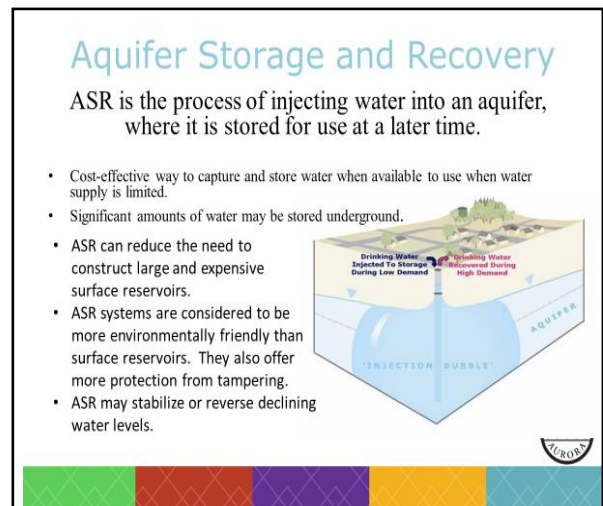 Aquifer Storage and Recovery
ASR is the process of injecting water into an aquifer,
where it is stored for use at a later time.
• Cost-effective way to capture and store water when available to use when water
supply is limited.
• Significant amounts of water may be stored underground.
• ASR can reduce the need to
construct large and expensive
surface reservoirs.
• ASR systems are considered to be
more environmentally friendly than
surface reservoirs. They also offer
more protection from tampering.
• ASR may stabilize or reverse declining
water levels.
Drinking Water
Injected To Storage
During Low Demand
Drinking Water
Recovered During
High Demand
AQUIFER
'INJECTION BUBBLE'
AURORA